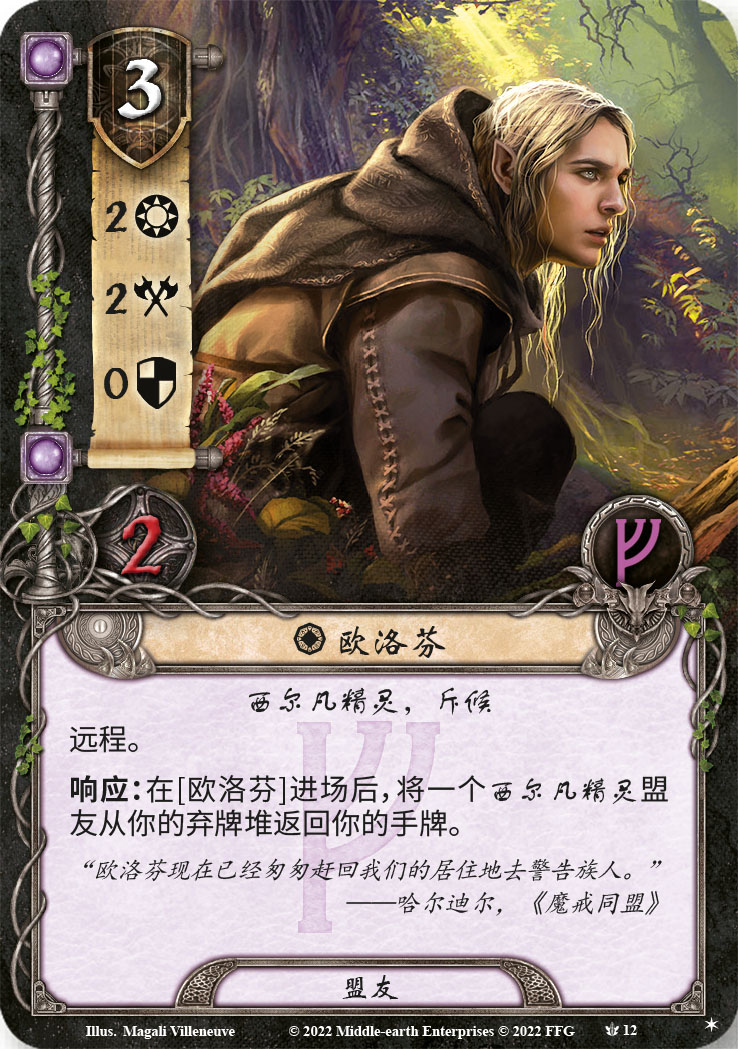 3
2
2
0
2
欧洛芬
西尔凡精灵，斥候
远程。
响应：在[欧洛芬]进场后，将一个西尔凡精灵盟
友从你的弃牌堆返回你的手牌。
“欧洛芬现在已经匆匆赶回我们的居住地去警告族人。”
——哈尔迪尔，《魔戒同盟》
盟友
Illus. Magali Villeneuve © 2022 Middle-earth Enterprises © 2022 FFG 12